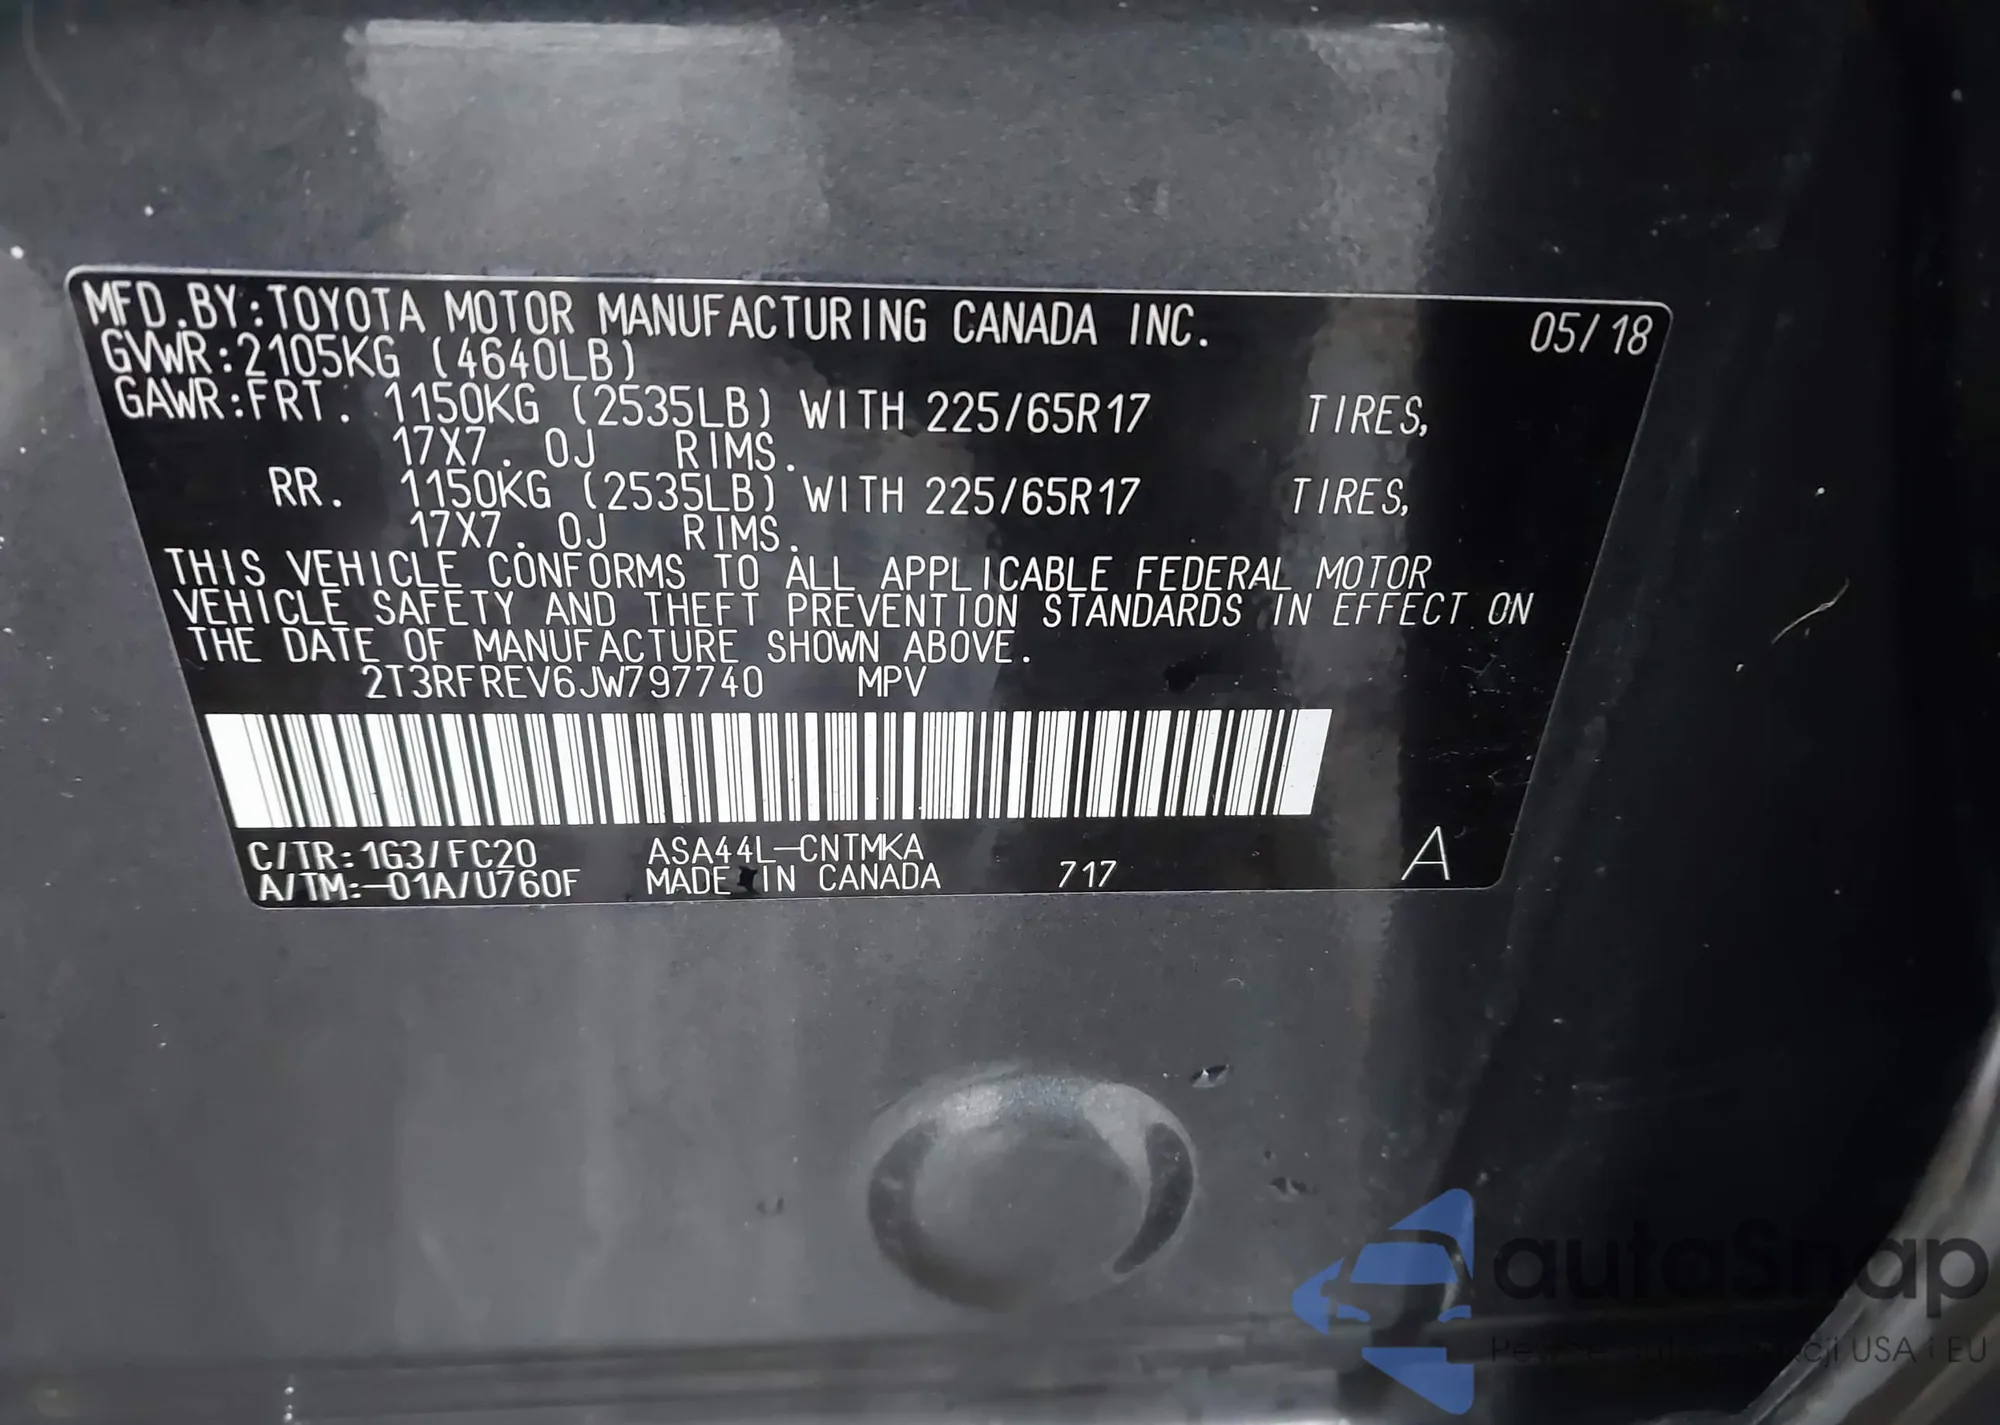 MFD.BY:TOYOTA MOTOR MANUFACTURING CANADA INC. 05/18
GVWR:2105KG (4640LB)
GAWR:FRT. 1150KG (2535LB) WITH 225/65R17 TIRES,
17X7.0J RIMS.
RR. 1150KG (2535LB) WITH 225/65R17 TIRES,
17X7.0J RIMS.
THIS VEHICLE CONFORMS TO ALL APPLICABLE FEDERAL MOTOR
VEHICLE SAFETY AND THEFT PREVENTION STANDARDS IN EFFECT ON
THE DATE OF MANUFACTURE SHOWN ABOVE.
2T3RFREV6JW797740 MPV
C/TR:1G3/FC20 ASA44L-CNTMKA
A/TM:-01A/U760F MADE IN CANADA 717 A
autaSnap
USA i EU